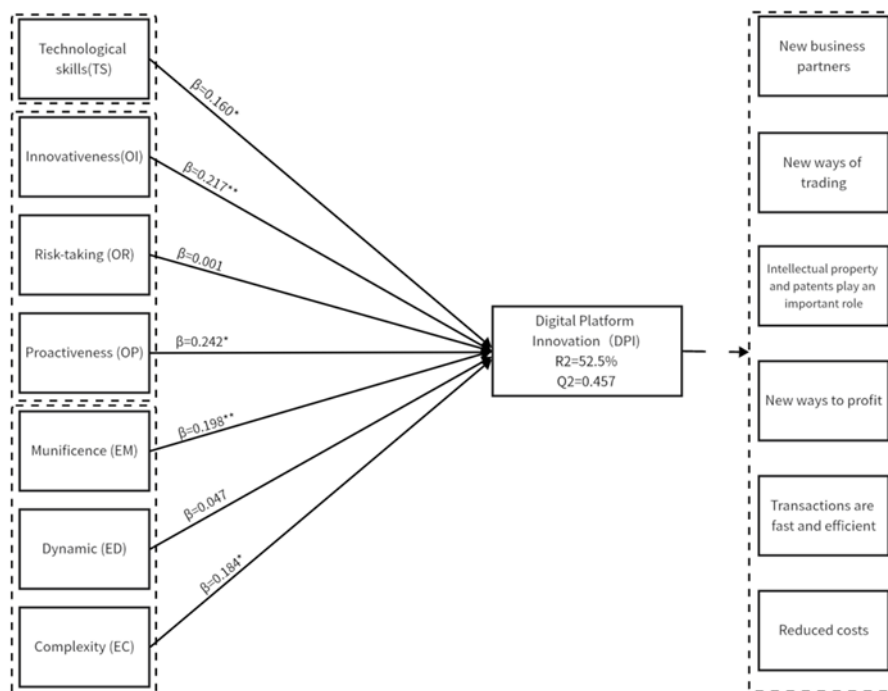 Technological
skills(TS)
Innovativeness(OI)
Risk-taking (OR)
Proactiveness (OP)
Munificence (EM)
Dynamic (ED)
Complexity (EC)
β=0.160*
β=0.217**
β=0.001
β=0.242*
β=0.198**
β=0.047
β=0.184*
Digital Platform
Innovation（DPI)
R2=52.5%
Q2=0.457
New business
partners
New ways of
trading
Intellectual property
and patents play an
important role
New ways to profit
Transactions are
fast and efficient
Reduced costs